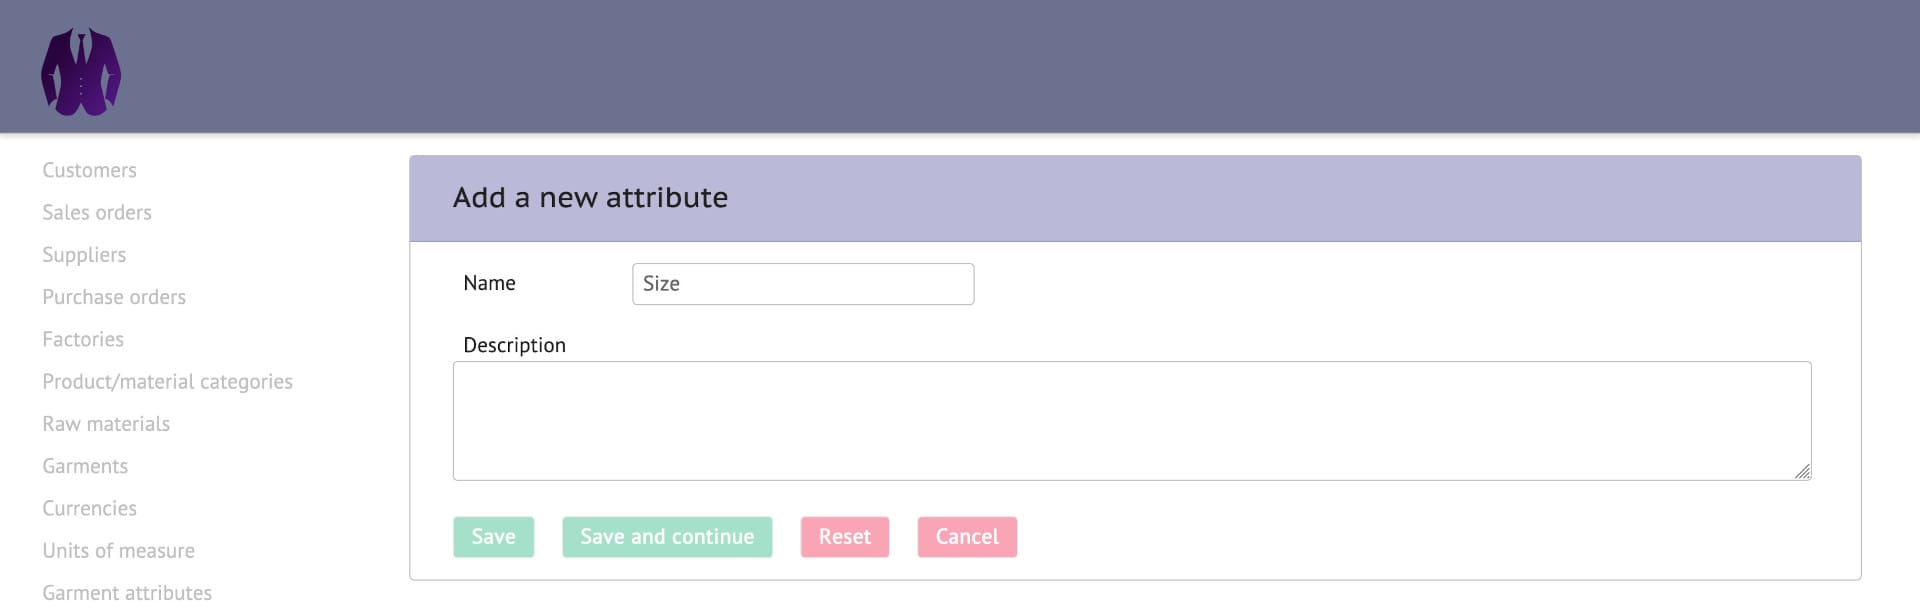 Customers
Sales orders
Suppliers
Purchase orders
Factories
Product/material categories
Raw materials
Garments
Currencies
Units of measure
Garment attributes
Add a new attribute
Name
Size
Description
Save
Save and continue
Reset
Cancel